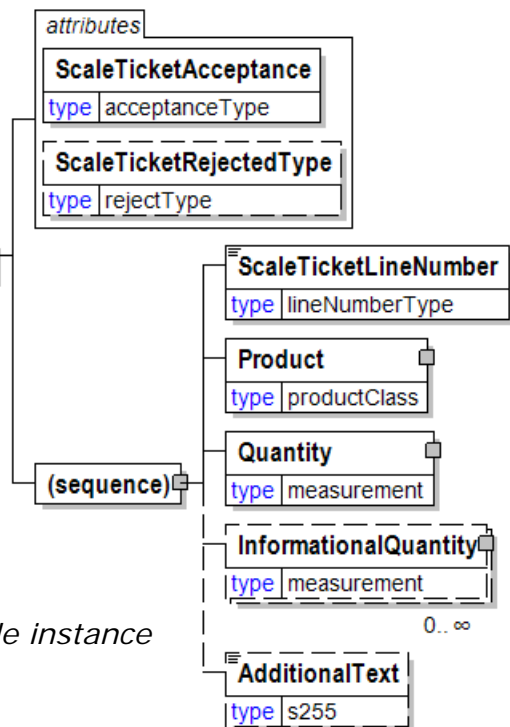 attributes
ScaleTicketAcceptance
type acceptanceType
ScaleTicketRejectedType
type rejectType
ScaleTicketLineNumber
type lineNumberType
Product
type productClass
Quantity
type measurement
(sequence)
InformationalQuantity
type measurement
0.. ∞
instance
AdditionalText
type s255